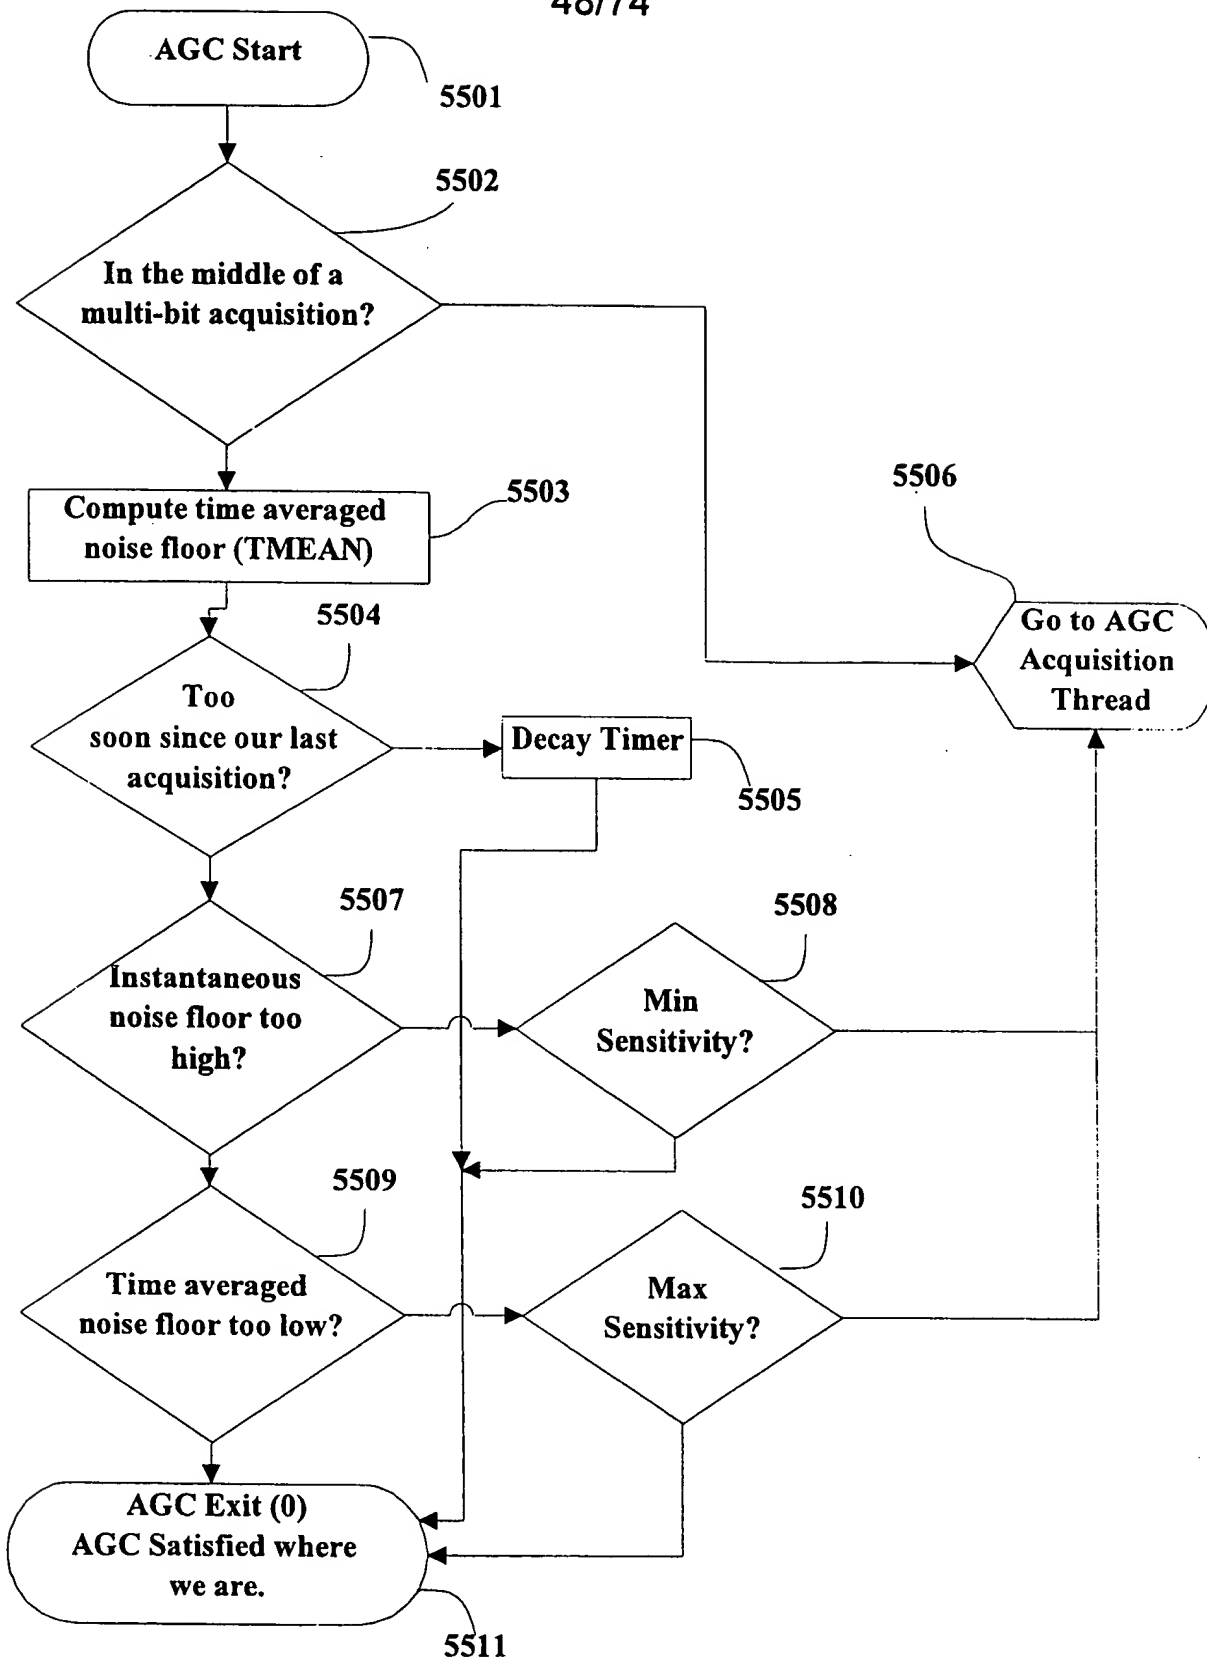 48/74
AGC Start
5501
5502
In the middle of a
multi-bit acquisition?
5506
5503
Compute time averaged
noise floor (TMEAN)
5504
Go to AGC
Acquisition
Thread
Too
soon since our last
acquisition?
Decay Timer
5505
5507
5508
Instantaneous
noise floor too
high?
Min
Sensitivity?
5509
5510
Time averaged
noise floor too low?
Max
Sensitivity?
AGC Exit (0)
AGC Satisfied where
we are.
5511